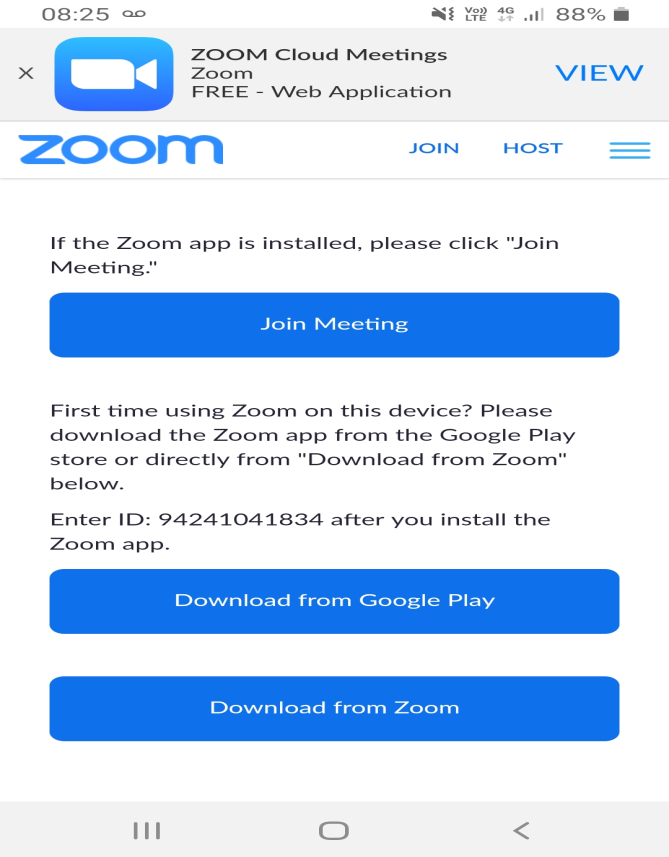 08:25 88%
Vo)) LTE 4G
ZOOM Cloud Meetings
Zoom
FREE - Web Application
VIEW
zoom JOIN HOST
If the Zoom app is installed, please click "Join
Meeting."
Join Meeting
First time using Zoom on this device? Please
download the Zoom app from the Google Play
store or directly from "Download from Zoom"
below.
Enter ID: 94241041834 after you install the
Zoom app.
Download from Google Play
Download from Zoom